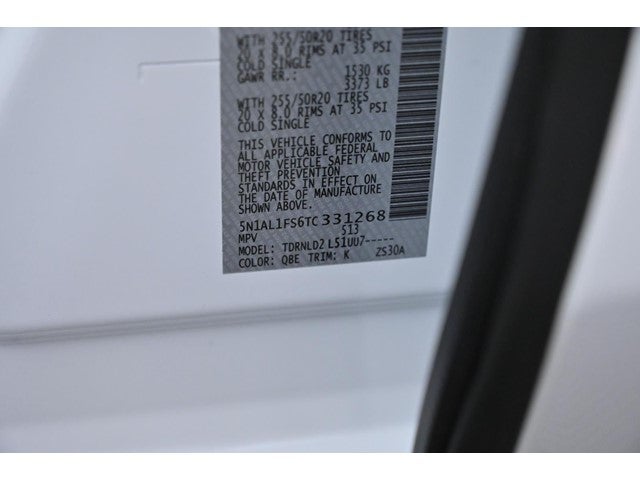 WITH 255/50R20 TIRES
20 X 8.0 RIMS AT 35 PSI
COLD SINGLE
GAWR RR.: 1530 KG
3373 LB
WITH 255/50R20 TIRES
20 X 8.0 RIMS AT 35 PSI
COLD SINGLE
THIS VEHICLE CONFORMS TO
ALL APPLICABLE FEDERAL
MOTOR VEHICLE SAFETY AND
THEFT PREVENTION
STANDARDS IN EFFECT ON
THE DATE OF MANUFACTURE
SHOWN ABOVE.
5N1AL1FS6TC331268
MPV S13
MODEL: TDRNLD2 L51UU7-----
COLOR: QBE TRIM: K ZS30A